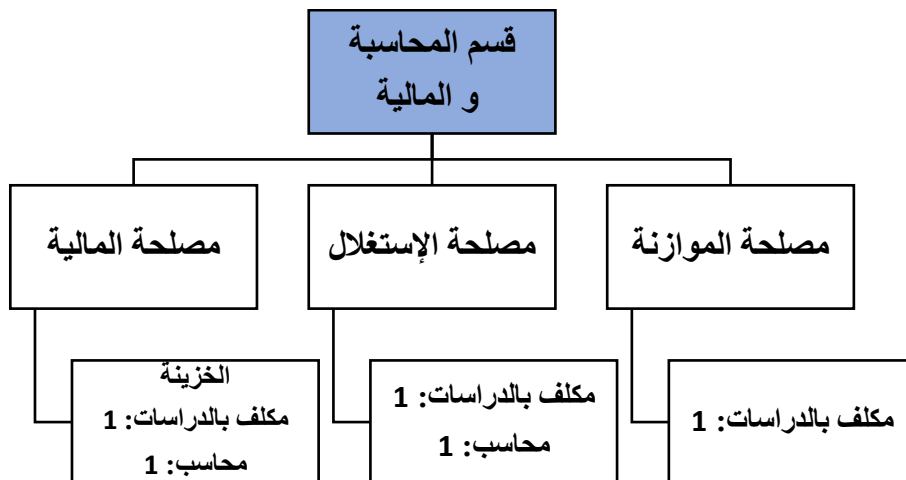 قسم المحاسبة
و المالية
مصلحة الموازنة
مصلحة الإستغلال
مصلحة المالية
مكلف بالدراسات: 1
مكلف بالدراسات: 1
محاسب: 1
الخزينة
مكلف بالدراسات: 1
محاسب: 1